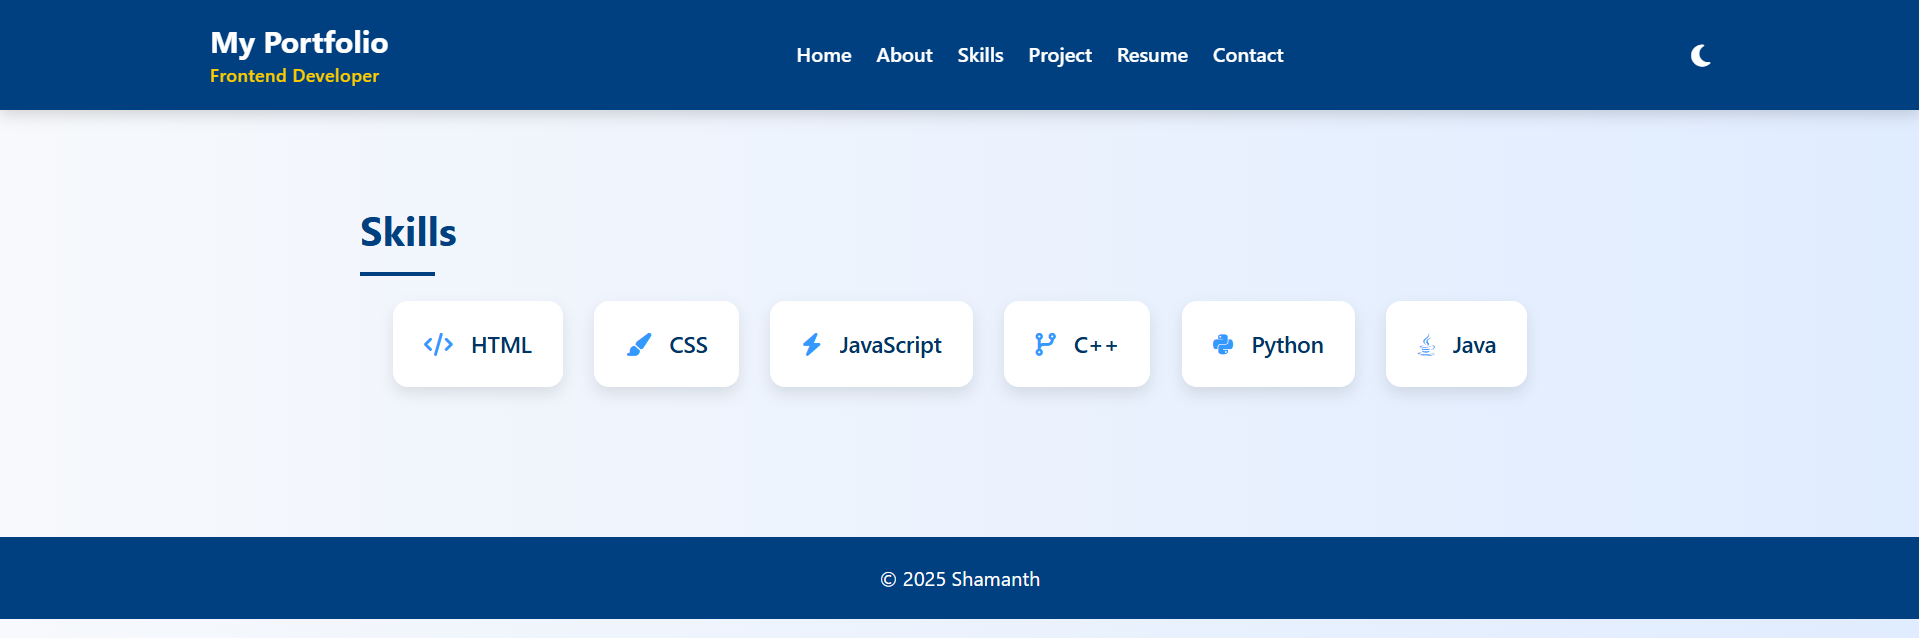 My Portfolio
Frontend Developer
Home About Skills Project Resume Contact
Skills
HTML CSS JavaScript C++ Python Java
© 2025 Shamanth